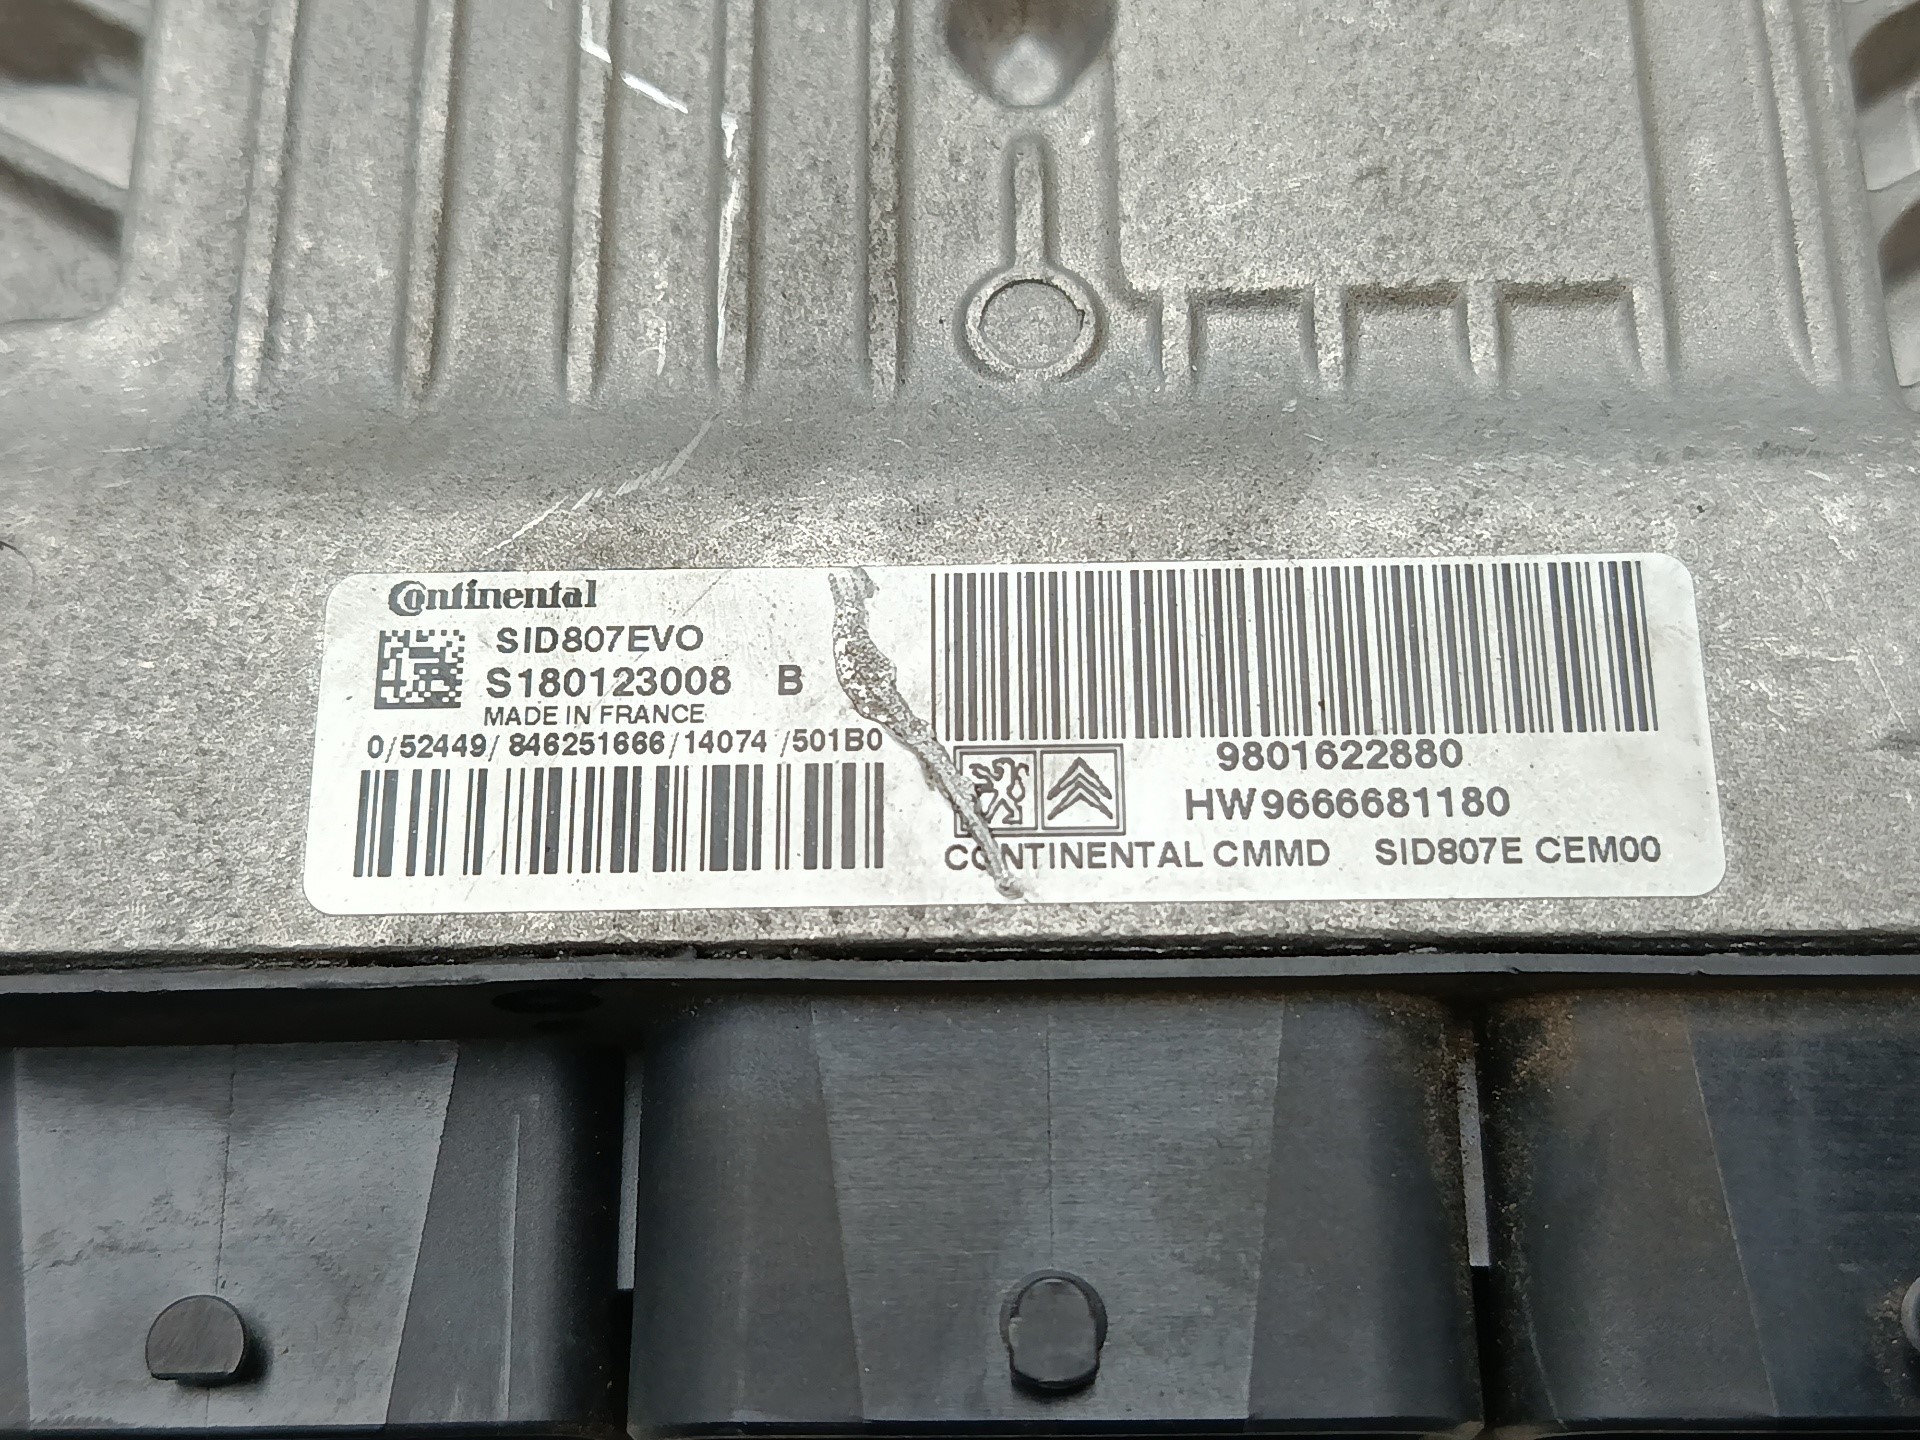 Continental
SID807EVO
S180123008 B
MADE IN FRANCE
0/52449/846251666/14074 /501B0
9801622880
HW9666681180
CONTINENTAL CMMD SID807E CEM00